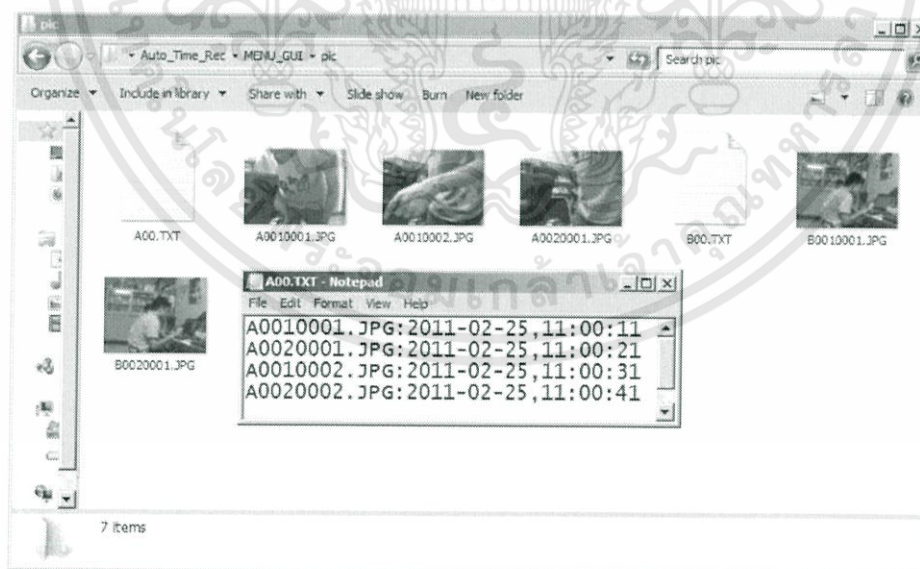 pic
Auto_Time_Rec MENU_GUI pic
Search pic
Organize Include in library Share with Slide show Burn New folder
A00.TXT A0010001.JPG A0010002.JPG A0020001.JPG B00.TXT B0010001.JPG
B0020001.JPG
A00.TXT - Notepad
File Edit Format View Help
A0010001.JPG:2011-02-25,11:00:11
A0020001.JPG:2011-02-25,11:00:21
A0010002.JPG:2011-02-25,11:00:31
A0020002.JPG:2011-02-25,11:00:41
7 items